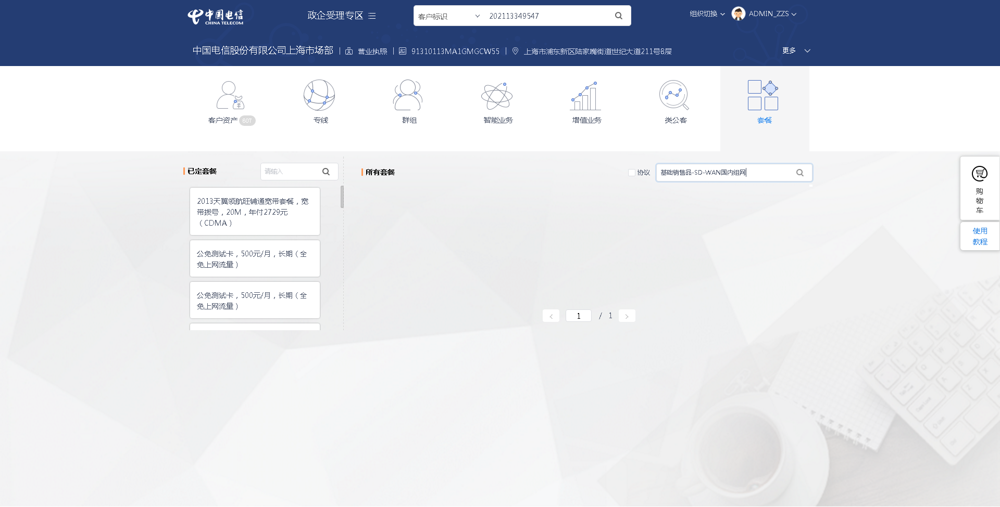 中国电信
CHINA TELECOM
政企受理专区
客户标识
202113349547
组织切换
ADMIN_ZZS
中国电信股份有限公司上海市场部
营业执照
91310113MA1GMGCW55
上海市浦东新区陆家嘴街道世纪大道211号8层
更多
客户资产 607
专线
群组
智能业务
增值业务
类公客
套餐
已定套餐
请输入
所有套餐
协议
基础销售品-SD-WAN国内组网
2013天翼领航旺铺通宽带套餐，宽
带拨号，20M，年付2729元
（CDMA）
公免测试卡，500元/月，长期（全
免上网流量）
公免测试卡，500元/月，长期（全
免上网流量）
1 / 1
购
物
车
使用
教程